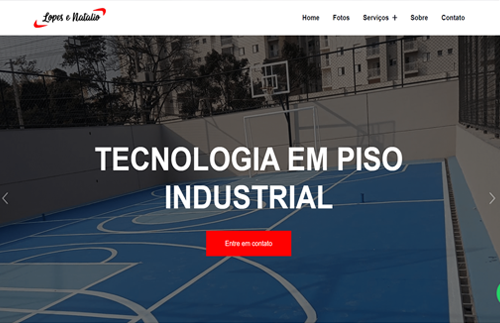 Lopes e Natalio
Home Fotos Serviços + Sobre Contato
TECNOLOGIA EM PISO
INDUSTRIAL
Entre em contato